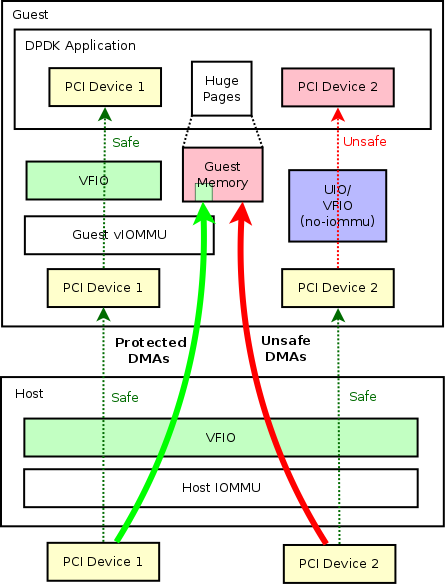 Guest
DPDK Application
PCI Device 1
Huge
Pages
PCI Device 2
Safe
Unsafe
VFIO
Guest
Memory
UIO/
VFIO
(no-iommu)
Guest vIOMMU
PCI Device 1
PCI Device 2
Protected
DMAs
Unsafe
DMAs
Host
Safe
Safe
VFIO
Host IOMMU
PCI Device 1
PCI Device 2